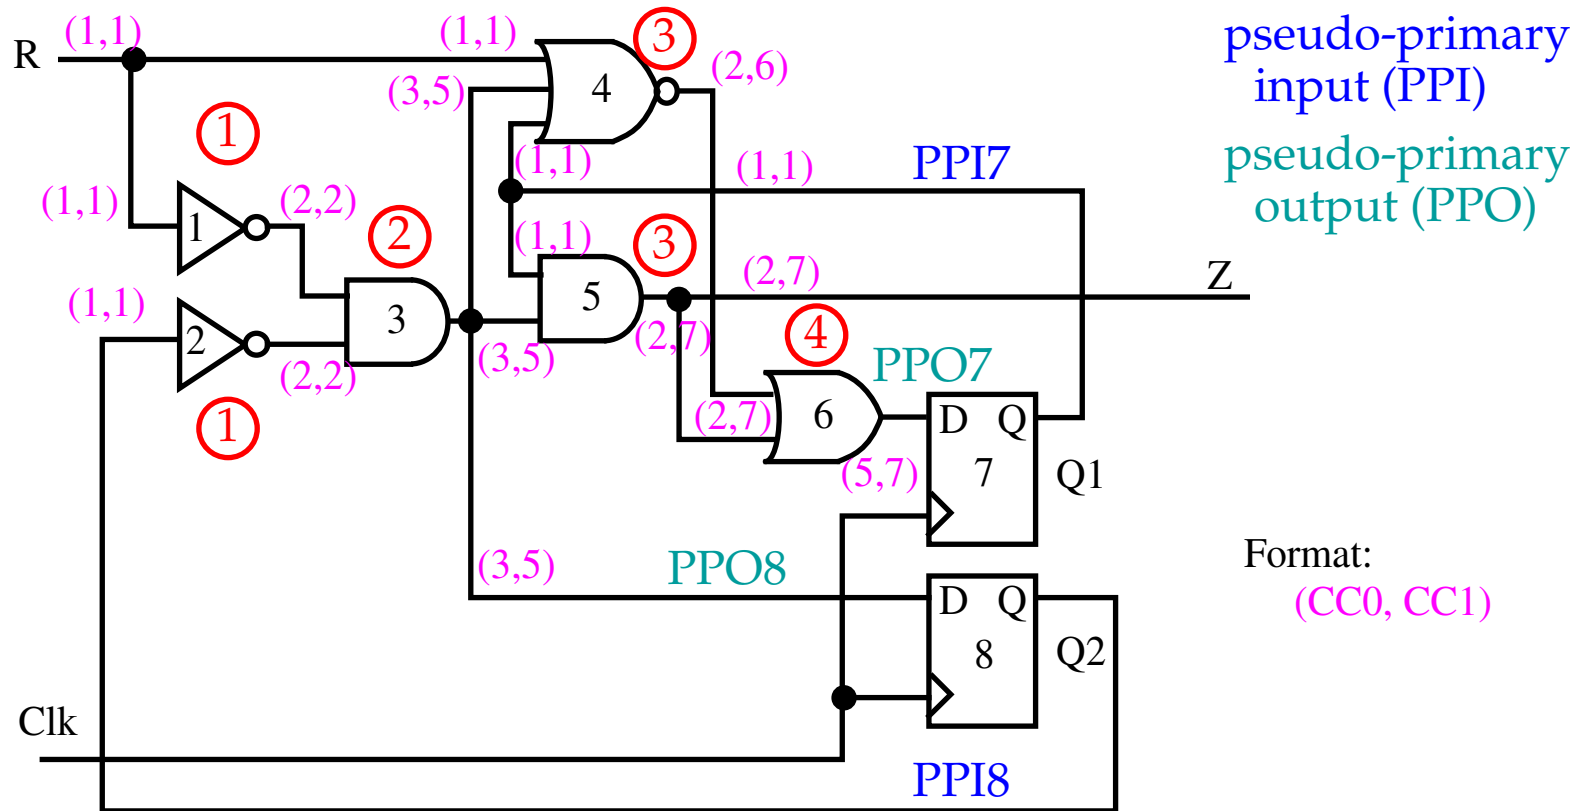 R
(1,1)
(1,1)
3
(2,6)
pseudo-primary
input (PPI)
(3,5)
4
1
(1,1)
(1,1)
PPI7
pseudo-primary
output (PPO)
(1,1)
1
(2,2)
2
(1,1)
3
(2,7)
Z
(1,1)
2
(2,2)
3
(3,5)
5
(2,7)
4
PPO7
1
(2,7)
6
(5,7)
D Q
7
Q1
(3,5)
PPO8
D Q
8
Q2
Format:
(CC0, CC1)
Clk
PPI8